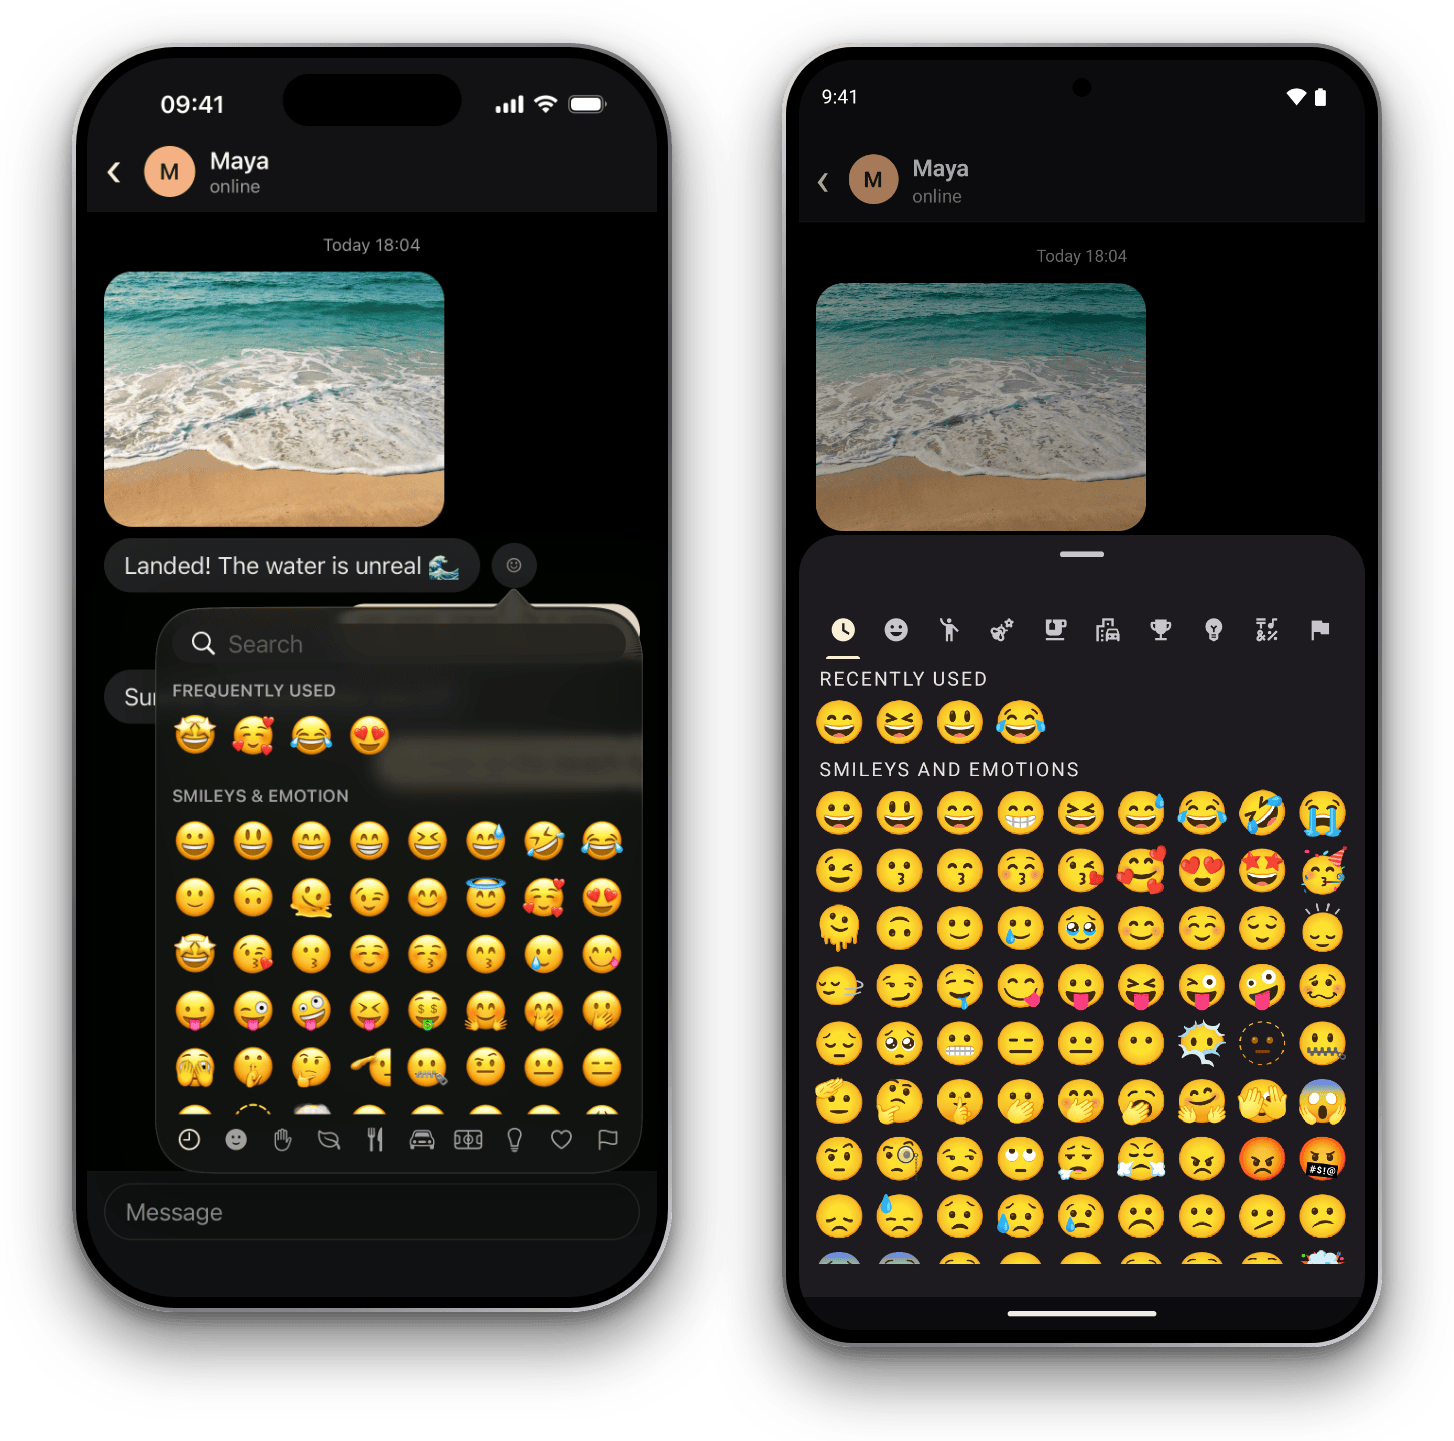 09:41
M
Maya
online
Today 18:04
Landed! The water is unreal 🌊
Search
FREQUENTLY USED
SMILEYS & EMOTION
Message
9:41
M
Maya
online
Today 18:04
RECENTLY USED
SMILEYS AND EMOTIONS
#$!@